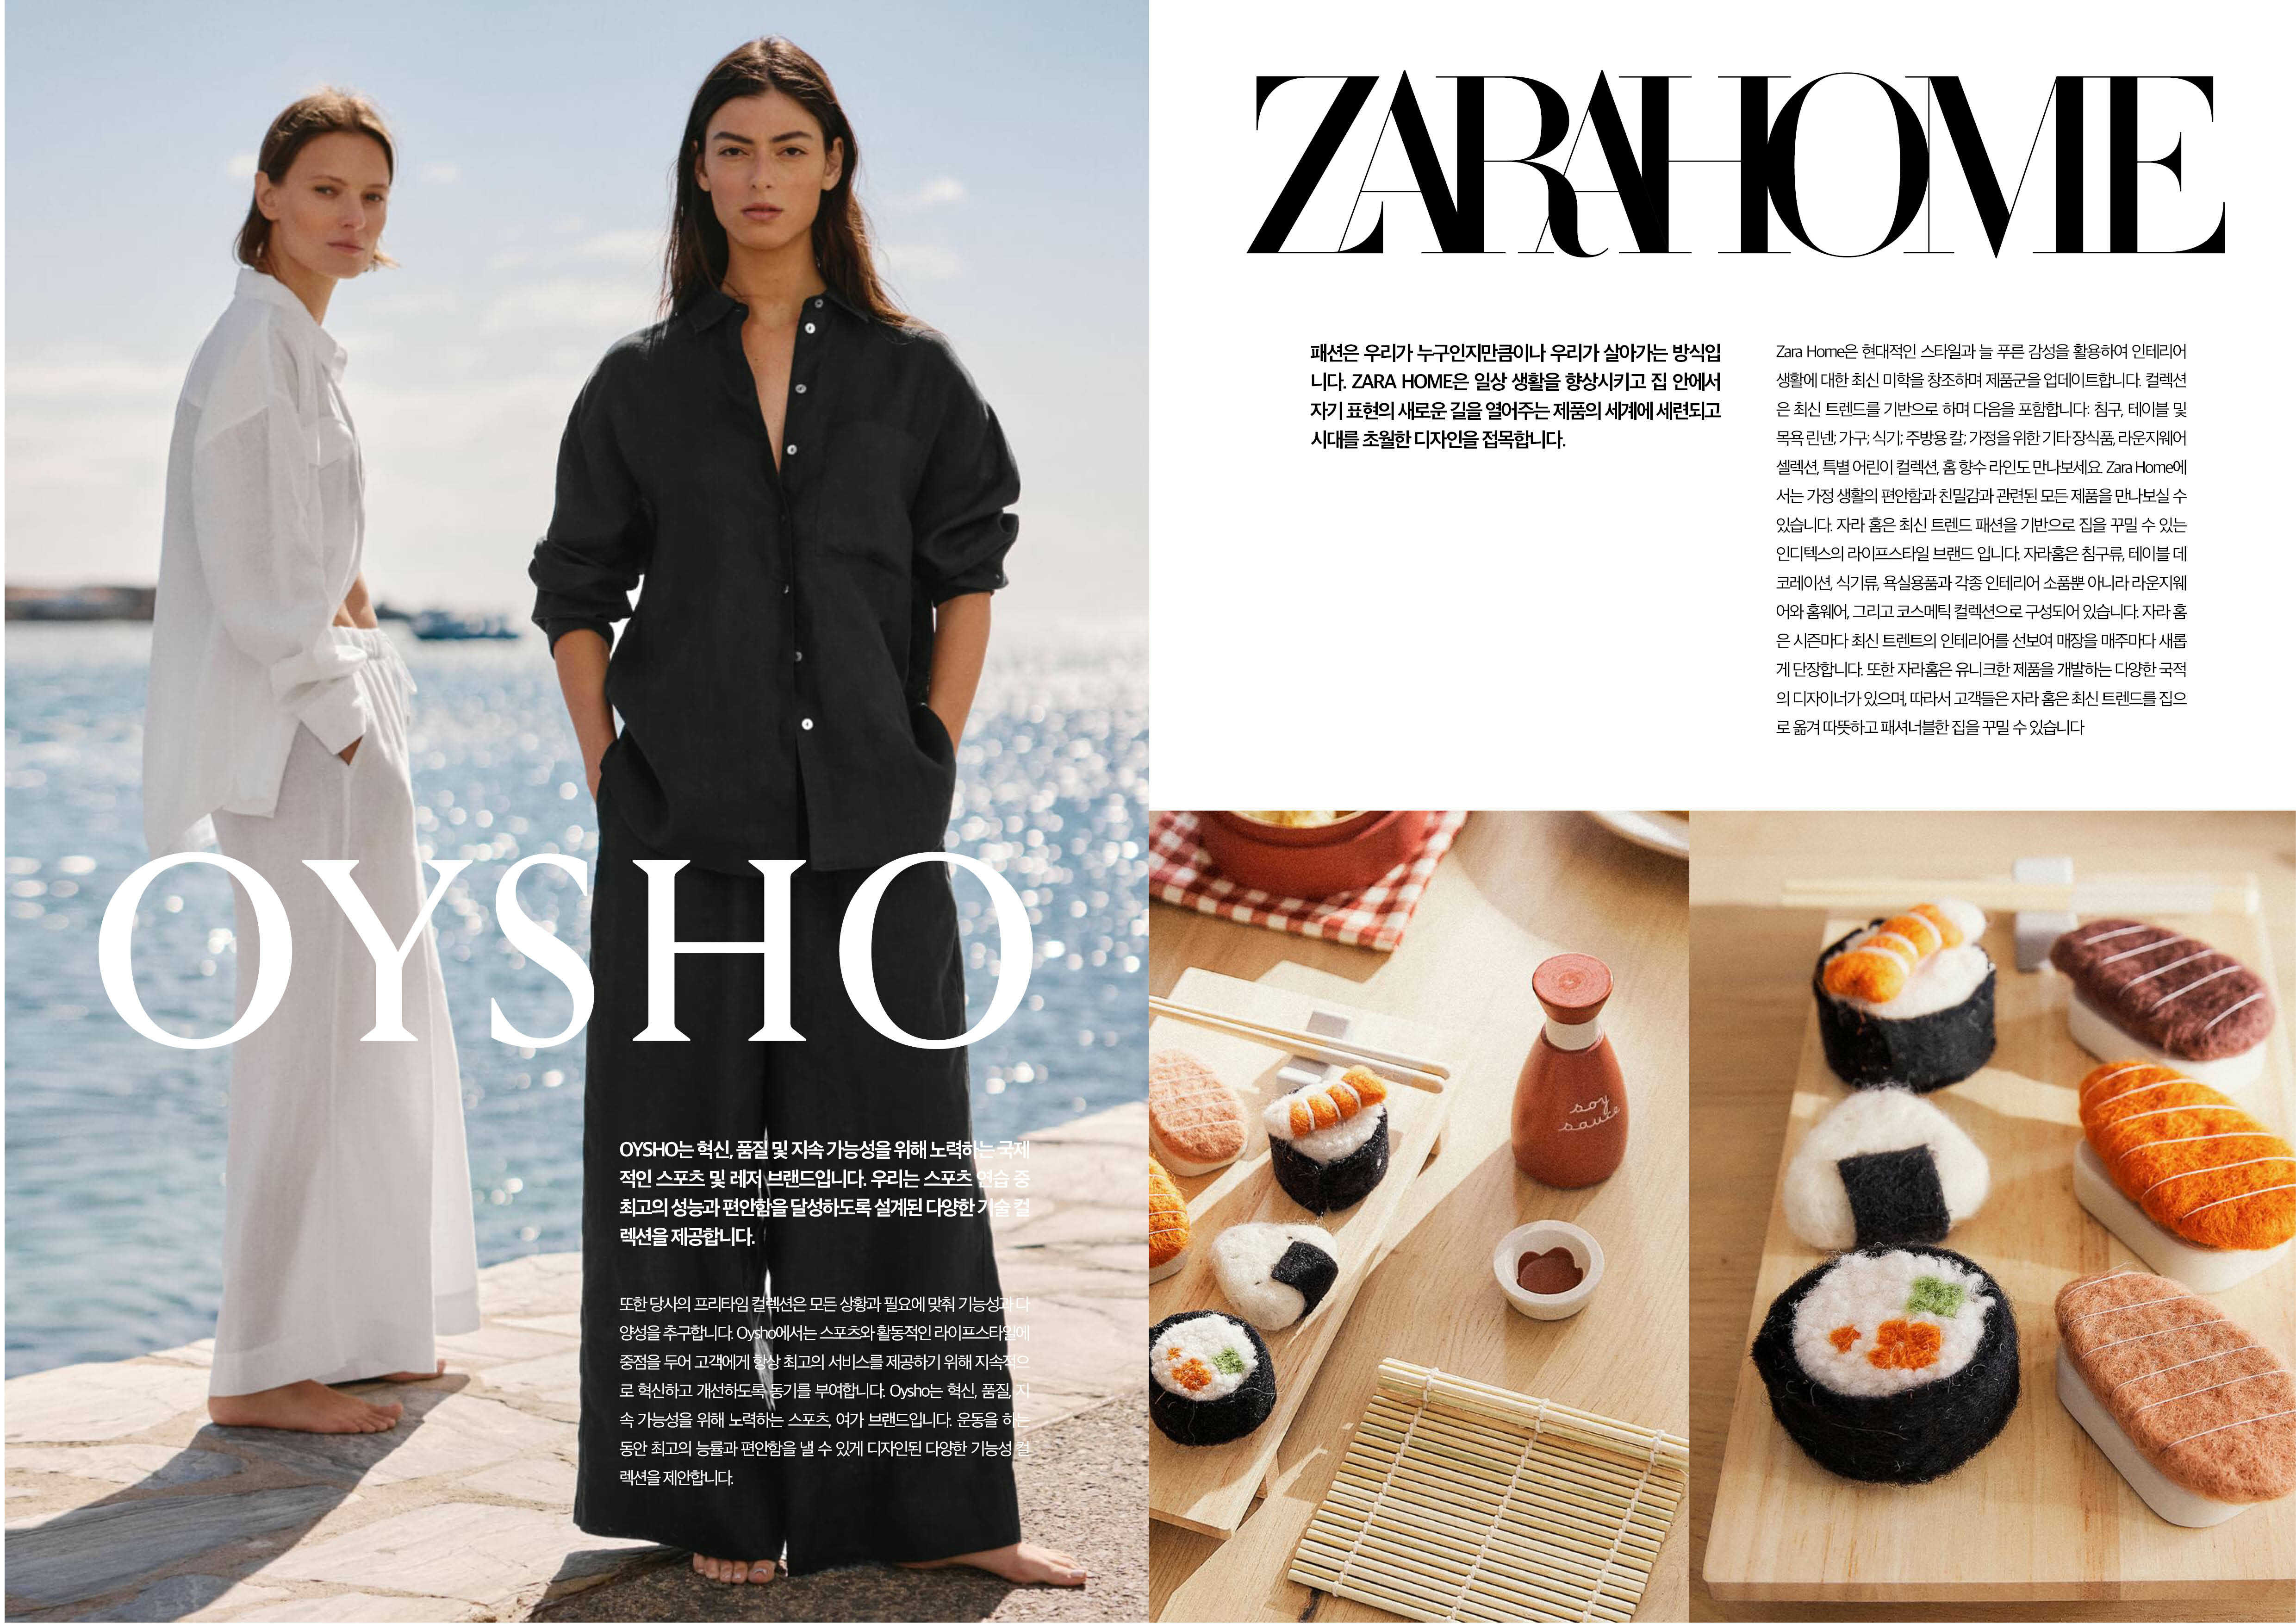 OYSHO
OYSHO는 혁신, 품질 및 지속 가능성을 위해 노력하는 국제
적인 스포츠 및 레저 브랜드입니다. 우리는 스포츠 연습 중
최고의 성능과 편안함을 달성하도록 설계된 다양한 기술 컬
렉션을 제공합니다.
또한 당사의 프리타임 컬렉션은 모든 상황과 필요에 맞춰 기능성과 다
양성을 추구합니다. Oysho에서는 스포츠와 활동적인 라이프스타일에
중점을 두어 고객에게 항상 최고의 서비스를 제공하기 위해 지속적으
로 혁신하고 개선하도록 동기를 부여합니다. Oysho는 혁신, 품질, 지
속 가능성을 위해 노력하는 스포츠, 여가 브랜드입니다. 운동을 하는
동안 최고의 능률과 편안함을 낼 수 있게 디자인된 다양한 기능성 컬
렉션을 제안합니다.
ZARAHOME
패션은 우리가 누구인지만큼이나 우리가 살아가는 방식입
니다. ZARA HOME은 일상 생활을 향상시키고 집 안에서
자기 표현의 새로운 길을 열어주는 제품의 세계에 세련되고
시대를 초월한 디자인을 접목합니다.
Zara Home은 현대적인 스타일과 늘 푸른 감성을 활용하여 인테리어
생활에 대한 최신 미학을 창조하며 제품군을 업데이트합니다. 컬렉션
은 최신 트렌드를 기반으로 하며 다음을 포함합니다: 침구, 테이블 및
목욕 린넨; 가구; 식기; 주방용 칼; 가정을 위한 기타 장식품, 라운지웨어
셀렉션, 특별 어린이 컬렉션, 홈 향수 라인도 만나보세요. Zara Home에
서는 가정 생활의 편안함과 친밀감과 관련된 모든 제품을 만나보실 수
있습니다. 자라 홈은 최신 트렌드 패션을 기반으로 집을 꾸밀 수 있는
인디텍스의 라이프스타일 브랜드 입니다. 자라홈은 침구류, 테이블 데
코레이션, 식기류, 욕실용품과 각종 인테리어 소품뿐 아니라 라운지웨
어와 홈웨어, 그리고 코스메틱 컬렉션으로 구성되어 있습니다. 자라 홈
은 시즌마다 최신 트렌트의 인테리어를 선보여 매장을 매주마다 새롭
게 단장합니다. 또한 자라홈은 유니크한 제품을 개발하는 다양한 국적
의 디자이너가 있으며, 따라서 고객들은 자라 홈은 최신 트렌드를 집으
로 옮겨 따뜻하고 패셔너블한 집을 꾸밀 수 있습니다
soy
sauce